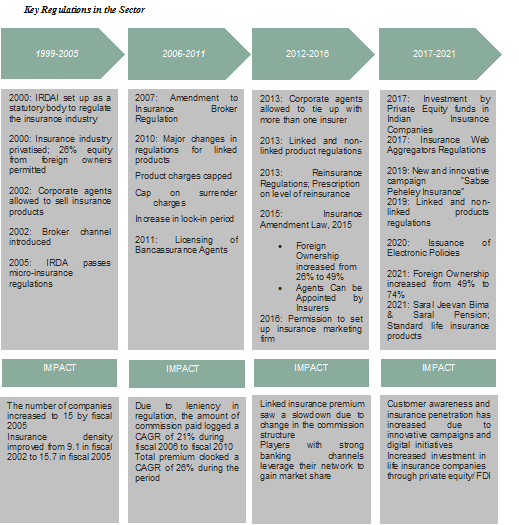 Key Regulations in the Sector
1999-2005
2000: IRDAI set up as a
statutory body to regulate
the insurance industry
2000: Insurance industry
privatised; 26% equity
from foreign owners
permitted
2002: Corporate agents
allowed to sell insurance
products
2002: Broker channel
introduced
2005: IRDA passes
micro-insurance
regulations
IMPACT
The number of companies
increased to 15 by fiscal
2005
Insurance density
improved from 9.1 in fiscal
2002 to 15.7 in fiscal 2005
2006-2011
2007: Amendment to
Insurance Broker
Regulation
2010: Major changes in
regulations for linked
products
Product charges capped
Cap on surrender
charges
Increase in lock-in period
2011: Licensing of
Bancassurance Agents
IMPACT
Due to leniency in
regulation, the amount of
commission paid logged a
CAGR of 21% during
fiscal 2006 to fiscal 2010
Total premium clocked a
CAGR of 26% during the
period
2012-2016
2013: Corporate agents
allowed to tie up with
more than one insurer
2013: Linked and non-
linked product regulations
2013: Reinsurance
Regulations; Prescription
on level of reinsurance
2015: Insurance
Amendment Law, 2015
• Foreign
Ownership
increased from
26% to 49%
• Agents Can be
Appointed by
Insurers
2016: Permission to set
up insurance marketing
firm
IMPACT
Linked insurance premium
saw a slowdown due to
change in the commission
structure
Players with strong
banking channels
leverage their network to
gain market share
2017-2021
2017: Investment by
Private Equity funds in
Indian Insurance
Companies
2017: Insurance Web
Aggregators Regulations
2019: New and innovative
campaign "Sabse
Peheley Insurance"
2019: Linked and non-
linked products
regulations
2020: Issuance of
Electronic Policies
2021: Foreign Ownership
increased from 49% to
74%
2021: Saral Jeevan Bima
& Saral Pension;
Standard life insurance
products
IMPACT
Customer awareness and
insurance penetration has
increased due to
innovative campaigns and
digital initiatives
Increased investment in
life insurance companies
through private equity/ FDI